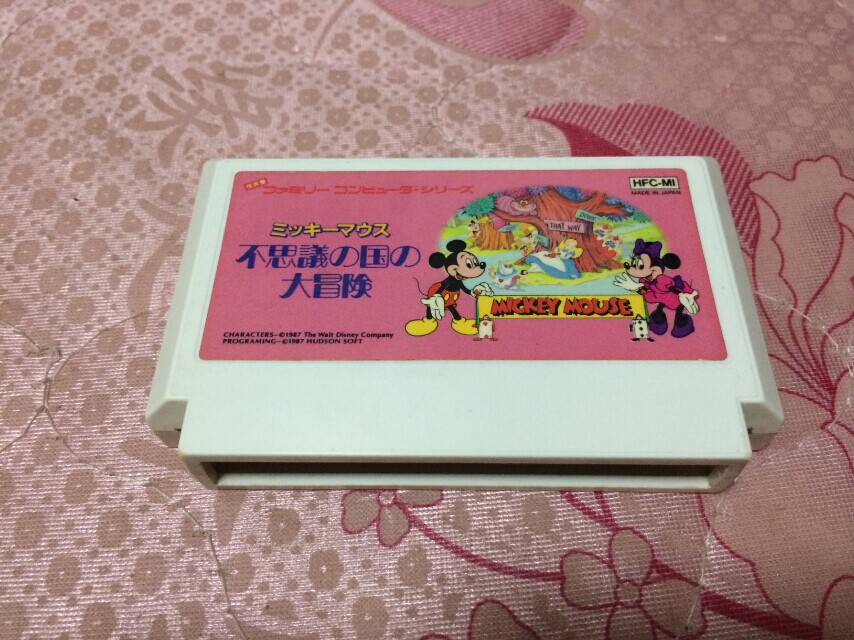 ファミリー コンピュータ・シリーズ
HFC-MI
MADE IN JAPAN
ミッキーマウス
不思議の国の
大冒険
DOWN
THAT WAY
MICKEY MOUSE
CHARACTERS—©1987 The Walt Disney Company
PROGRAMING—©1987 HUDSON SOFT